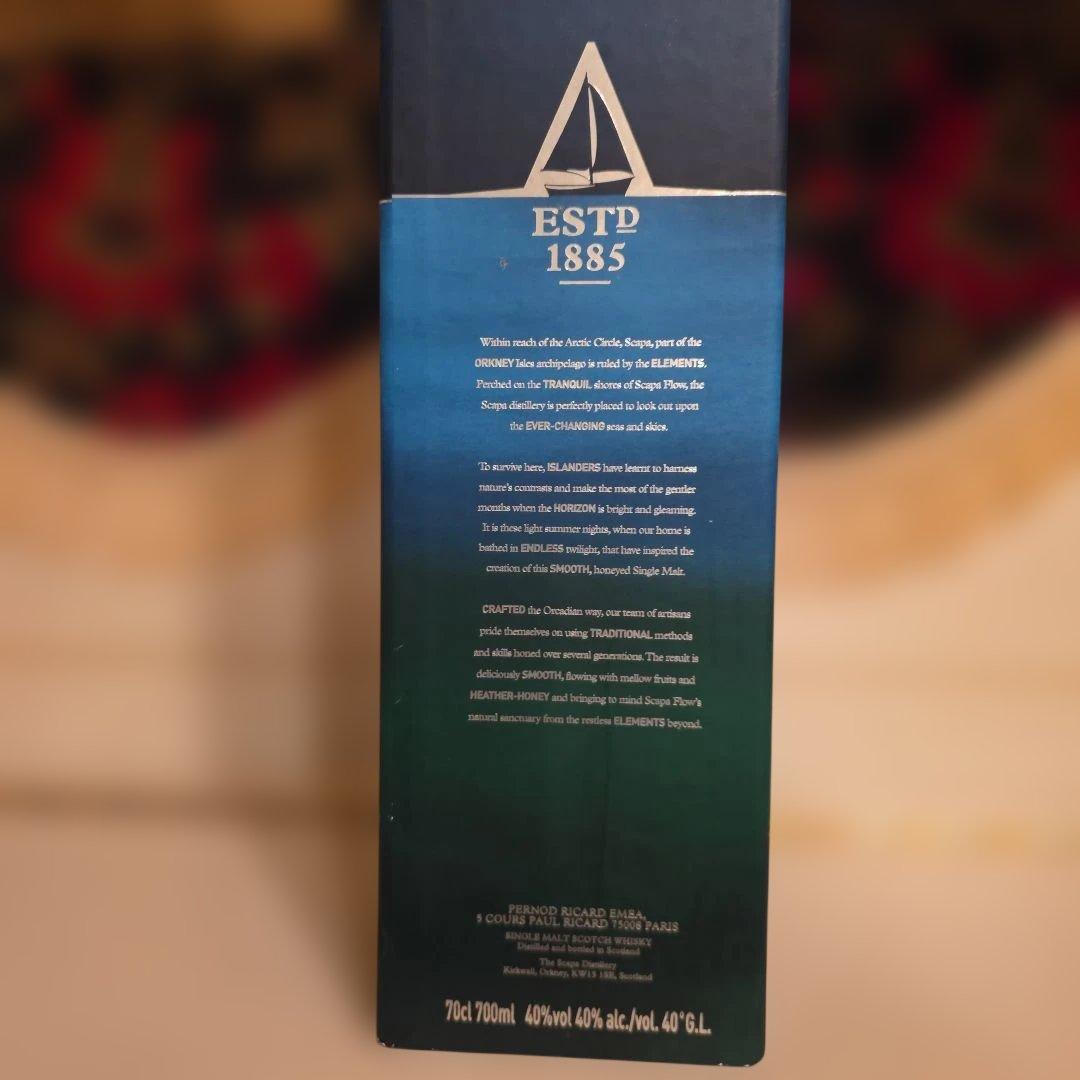 ESTD
1885
Within reach of the Arctic Circle, Scapa, part of the
ORKNEY Isles archipelago is ruled by the ELEMENTS.
Perched on the TRANQUIL shores of Scapa Flow, the
Scapa distillery is perfectly placed to look out upon
the EVER-CHANGING seas and skies.
To survive here, ISLANDERS have learnt to harness
nature's contrasts and make the most of the gentler
months when the HORIZON is bright and gleaming.
It is these light summer nights, when our home is
bathed in ENDLESS twilight, that have inspired the
creation of this SMOOTH, honeyed Single Malt.
CRAFTED the Orcadian way, our team of artisans
pride themselves on using TRADITIONAL methods
and skills honed over several generations. The result is
deliciously SMOOTH, flowing with mellow fruits and
HEATHER-HONEY and bringing to mind Scapa Flow's
natural sanctuary from the restless ELEMENTS beyond.
PERNOD RICARD EMEA,
5 COURS PAUL RICARD 75008 PARIS
SINGLE MALT SCOTCH WHISKY
Distilled and bottled in Scotland
The Scapa Distillery
Kirkwall, Orkney, KW15 1SE, Scotland
70cl 700ml 40%vol 40% alc./vol. 40°G.L.